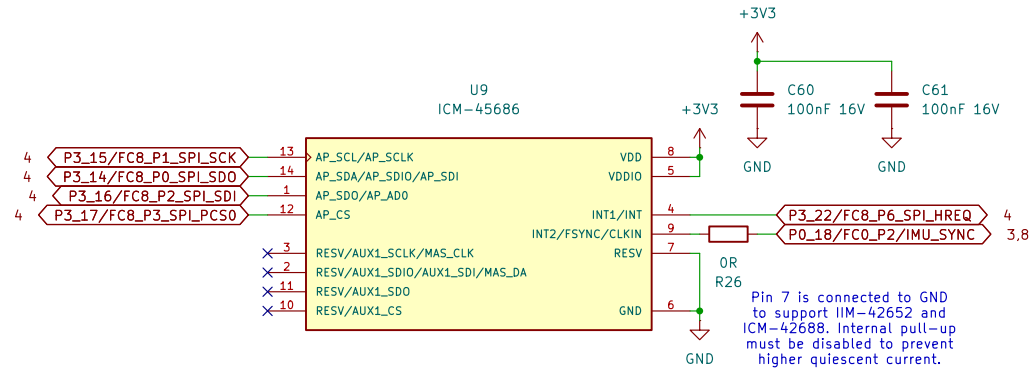 +3V3
C60
100nF 16V
C61
100nF 16V
GND
GND
U9
ICM-45686
+3V3
4 P3_15/FC8_P1_SPI_SCK 13 AP_SCL/AP_SCLK VDD 8
4 P3_14/FC8_P0_SPI_SDO 14 AP_SDA/AP_SDIO/AP_SDI VDDIO 5
4 P3_16/FC8_P2_SPI_SDI 1 AP_SDO/AP_AD0
4 P3_17/FC8_P3_SPI_PCS0 12 AP_CS INT1/INT 4 P3_22/FC8_P6_SPI_HREQ 4
INT2/FSYNC/CLKIN 9 P0_18/FC0_P2/IMU_SYNC 3,8
3 RESV/AUX1_SCLK/MAS_CLK RESV 7
0R
R26
2 RESV/AUX1_SDIO/AUX1_SDI/MAS_DA
11 RESV/AUX1_SDO
10 RESV/AUX1_CS GND 6
GND
Pin 7 is connected to GND
to support IIM-42652 and
ICM-42688. Internal pull-up
must be disabled to prevent
higher quiescent current.